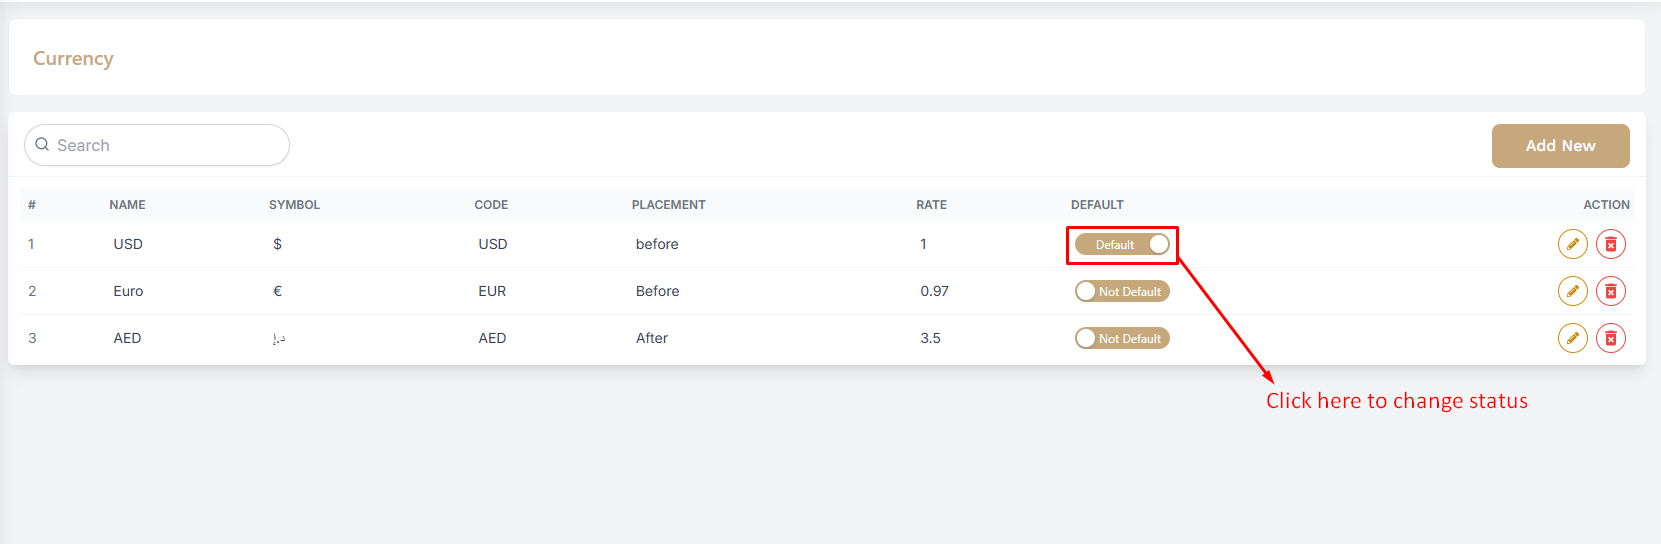 Currency
Search
Add New
# NAME SYMBOL CODE PLACEMENT RATE DEFAULT ACTION
1 USD $ USD before 1 Default
2 Euro € EUR Before 0.97 Not Default
3 AED د.إ AED After 3.5 Not Default
Click here to change status